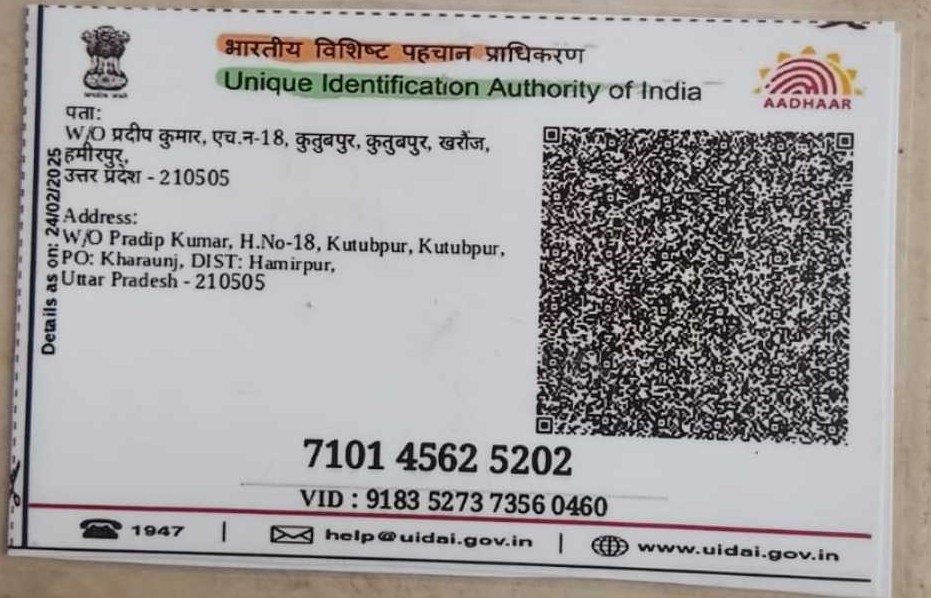 भारतीय विशिष्ट पहचान प्राधिकरण
Unique Identification Authority of India
AADHAAR
पता:
W/O प्रदीप कुमार, एच.न-18, कुतुबपुर, कुतुबपुर, खरौंज,
हमीरपुर,
उत्तर प्रदेश - 210505
Address:
W/O Pradip Kumar, H.No-18, Kutubpur, Kutubpur,
PO: Kharaunj, DIST: Hamirpur,
Uttar Pradesh - 210505
Details as on: 24/02/2025
7101 4562 5202
VID : 9183 5273 7356 0460
1947 | help@uidai.gov.in | www.uidai.gov.in